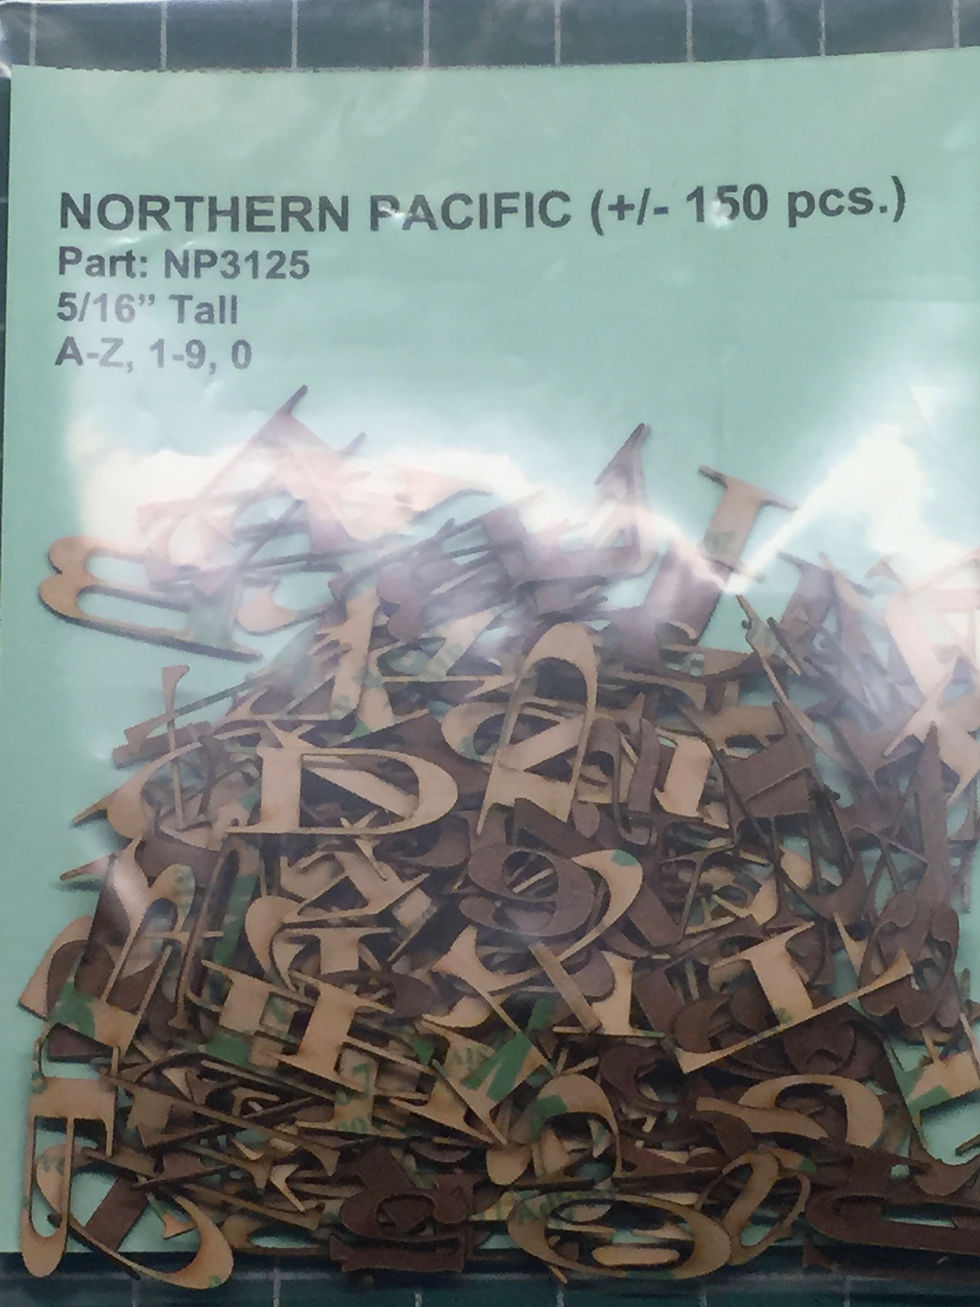 NORTHERN PACIFIC (+/- 150 pcs.)
Part: NP3125
5/16” Tall
A-Z, 1-9, 0